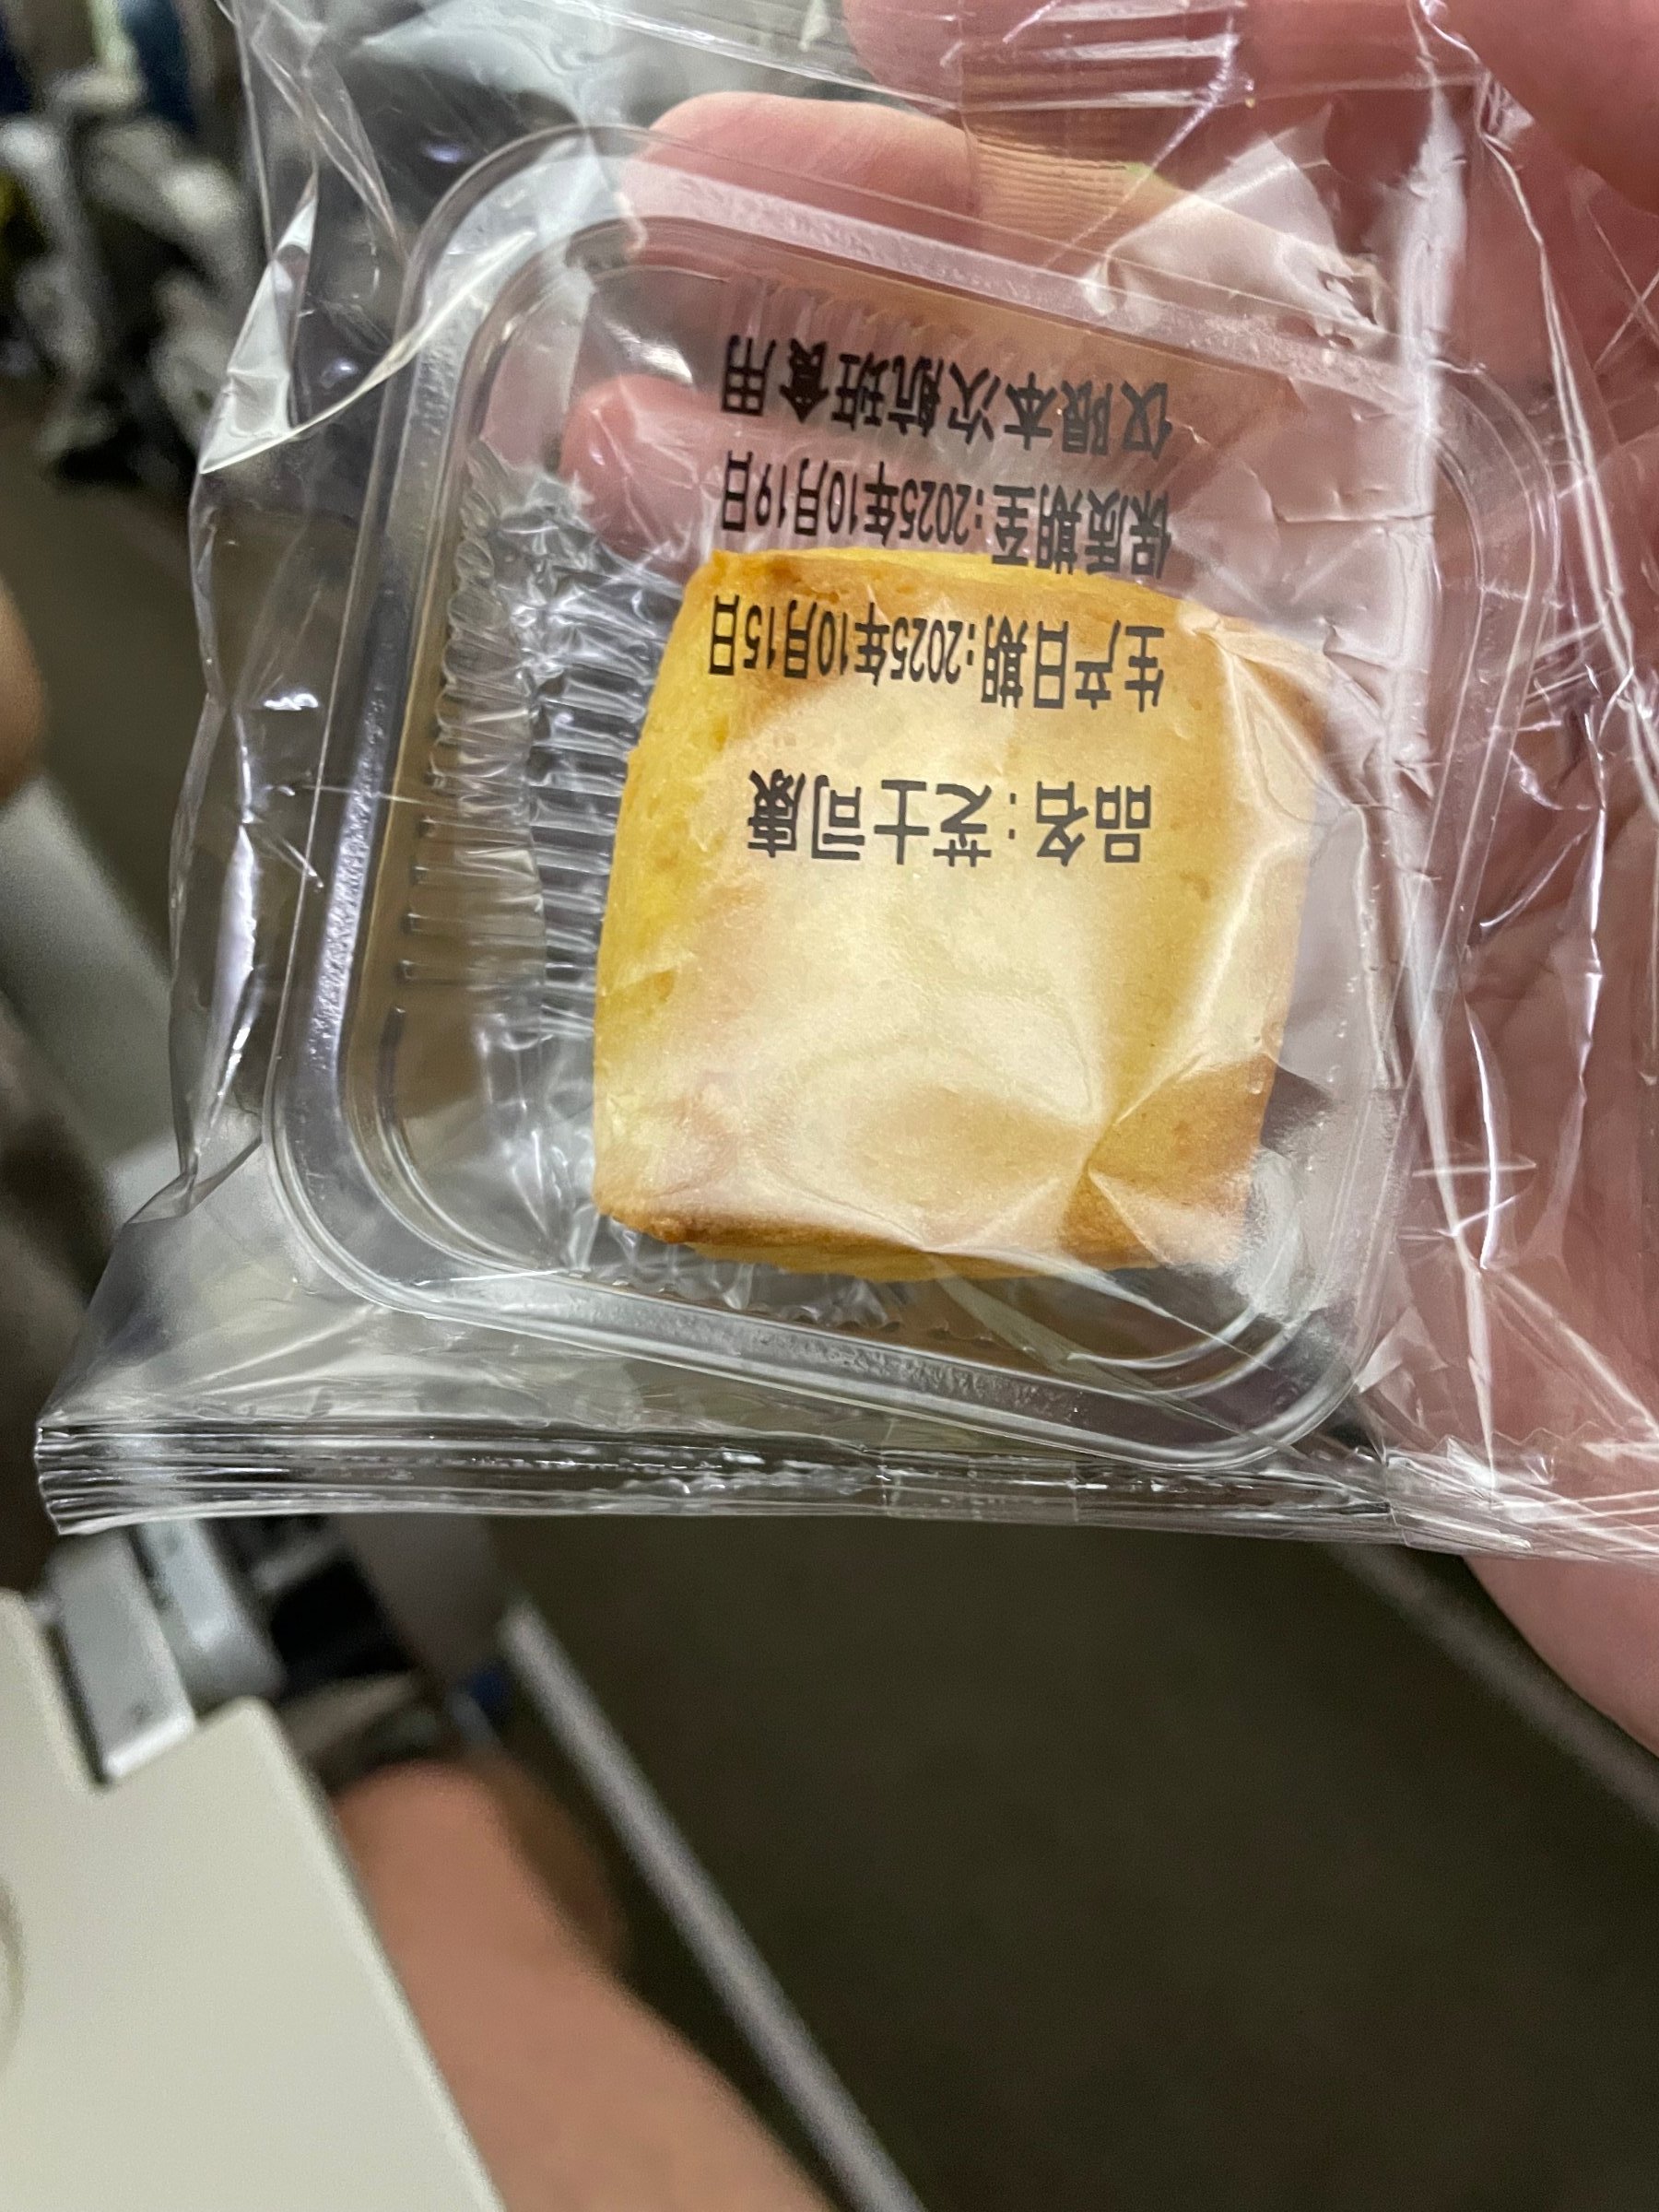 品名:芝士司康
生产日期:2025年10月15日
保质期至:2025年10月19日
仅限本次航班食用